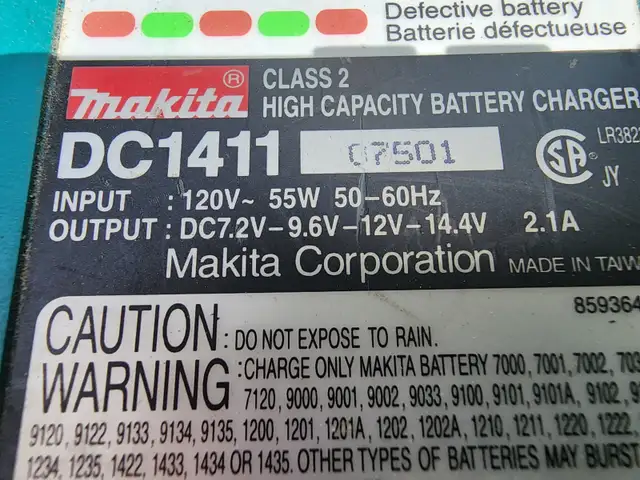 Defective battery
Batterie défectueuse
makita® CLASS 2
HIGH CAPACITY BATTERY CHARGER
DC1411 07501
LR382
JY
INPUT : 120V~ 55W 50-60Hz
OUTPUT : DC7.2V-9.6V-12V-14.4V 2.1A
Makita Corporation MADE IN TAIW
859364
CAUTION : DO NOT EXPOSE TO RAIN.
WARNING : CHARGE ONLY MAKITA BATTERY 7000, 7001, 7002, 703
7120, 9000, 9001, 9002, 9033, 9100, 9101, 9101A, 9102, 9
9120, 9122, 9133, 9134, 9135, 1200, 1201, 1201A, 1202, 1202A, 1210, 1211, 1220, 1222,
1234, 1235, 1422, 1433, 1434 OR 1435. OTHER TYPES OF BATTERIES MAY BURST